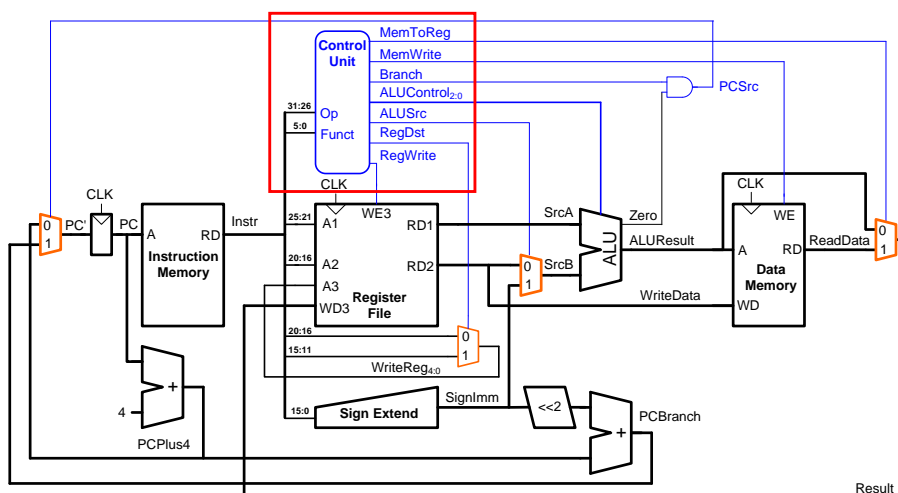 MemToReg
Control
Unit
MemWrite
Branch
PCSrc
ALUControl2:0
31:26
Op
ALUSrc
5:0
Funct
RegDst
RegWrite
CLK
CLK
CLK
WE3
WE
0
1
PC'
PC
A
RD
Instruction
Memory
Instr
25:21
A1
RD1
SrcA
Zero
ALU
ALUResult
20:16
A2
RD2
0
1
SrcB
A3
WD3
Register
File
WriteData
A
RD
Data
Memory
WD
ReadData
0
1
20:16
0
15:11
1
WriteReg4:0
+
4
PCPlus4
15:0
Sign Extend
SignImm
<<2
+
PCBranch
Result